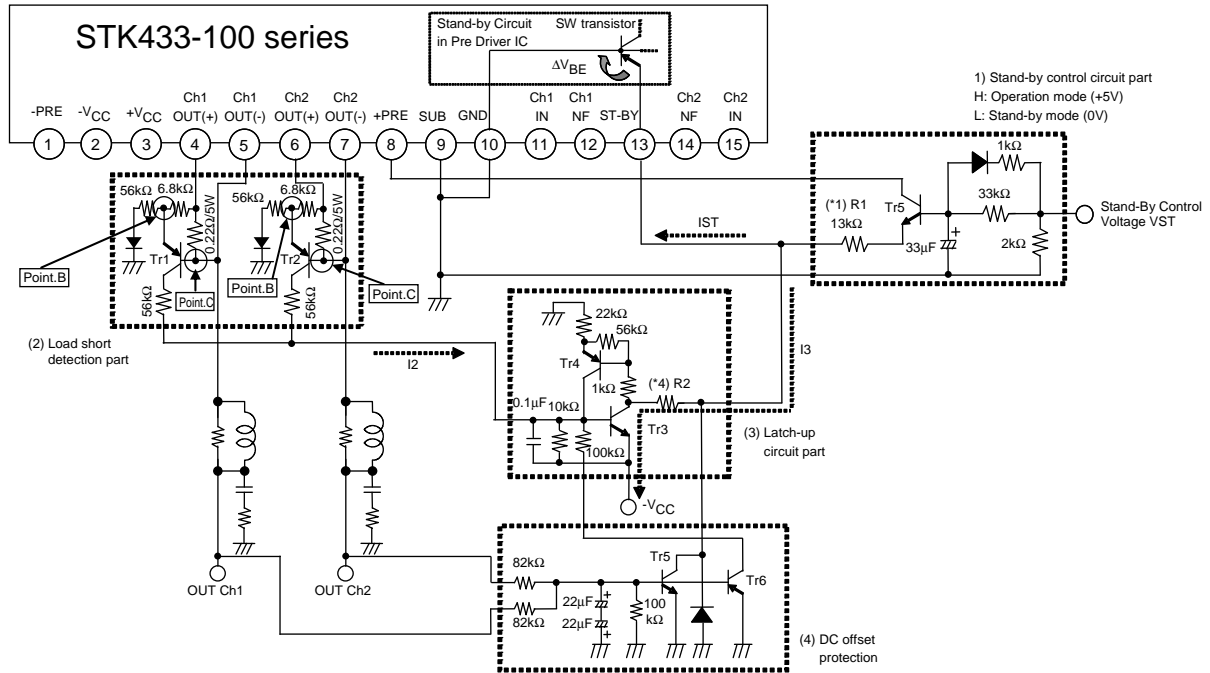 STK433-100 series
Stand-by Circuit
in Pre Driver IC
SW transistor
ΔVBE
-PRE
-VCC
+VCC
Ch1
OUT(+)
Ch1
OUT(-)
Ch2
OUT(+)
Ch2
OUT(-)
+PRE
SUB
GND
Ch1
IN
Ch1
NF
ST-BY
Ch2
NF
Ch2
IN
1 2 3 4 5 6 7 8 9 10 11 12 13 14 15
1) Stand-by control circuit part
H: Operation mode (+5V)
L: Stand-by mode (0V)
1kΩ
33kΩ
2kΩ
Tr5
33μF
+
(*1) R1
13kΩ
Stand-By Control
Voltage VST
IST
56kΩ
6.8kΩ
0.22Ω/5W
Tr1
56kΩ
Point.B
Point.C
56kΩ
6.8kΩ
0.22Ω/5W
Tr2
56kΩ
Point.B
Point.C
(2) Load short
detection part
I2
I3
22kΩ
56kΩ
Tr4
1kΩ
(*4) R2
0.1μF
10kΩ
Tr3
100kΩ
-VCC
(3) Latch-up
circuit part
OUT Ch1
OUT Ch2
82kΩ
82kΩ
22μF
+
22μF
+
100
kΩ
Tr5
Tr6
(4) DC offset
protection